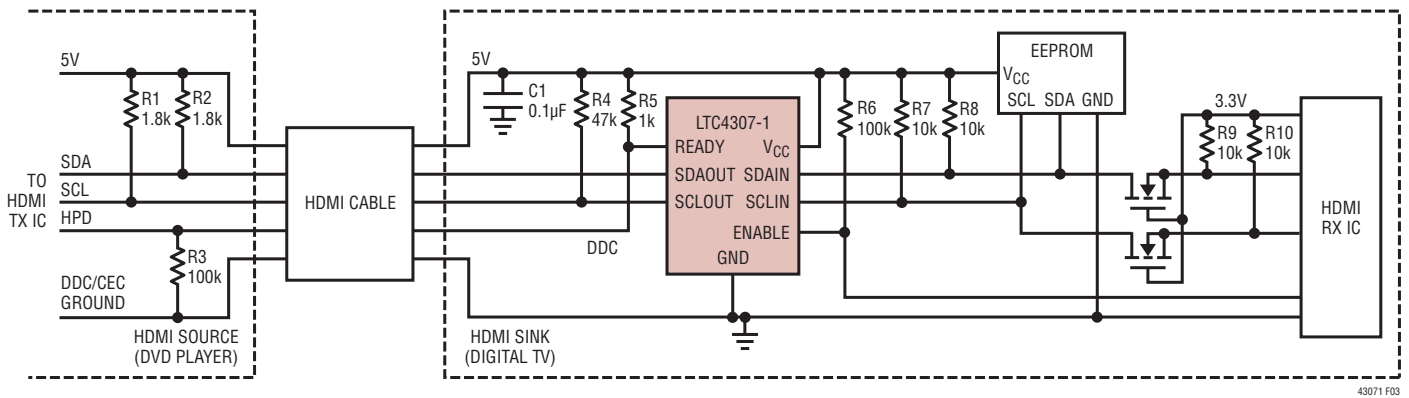 5V
R1
1.8k
R2
1.8k
TO
HDMI
TX IC
SDA
SCL
HPD
R3
100k
DDC/CEC
GROUND
HDMI SOURCE
(DVD PLAYER)
HDMI CABLE
5V
C1
0.1µF
R4
47k
R5
1k
DDC
LTC4307-1
READY
VCC
SDAOUT SDAIN
SCLOUT SCLIN
ENABLE
GND
HDMI SINK
(DIGITAL TV)
R6
100k
R7
10k
R8
10k
EEPROM
VCC
SCL SDA GND
3.3V
R9
10k
R10
10k
HDMI
RX IC
43071 F03